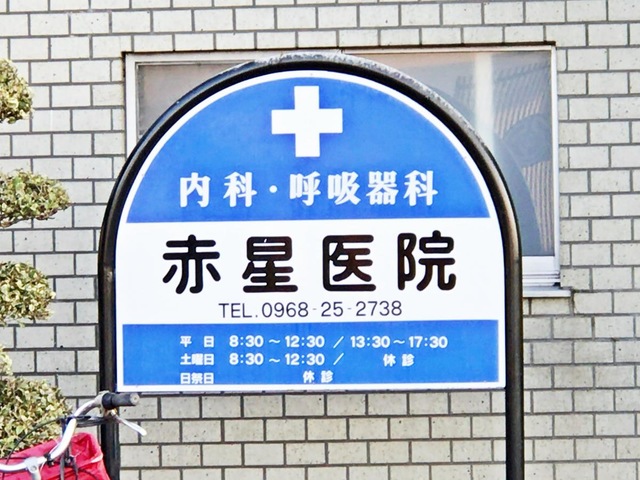 内科・呼吸器科
赤星医院
TEL.0968-25-2738
平日 8:30～12:30／13:30～17:30
土曜日 8:30～12:30／ 休診
日祭日 休診